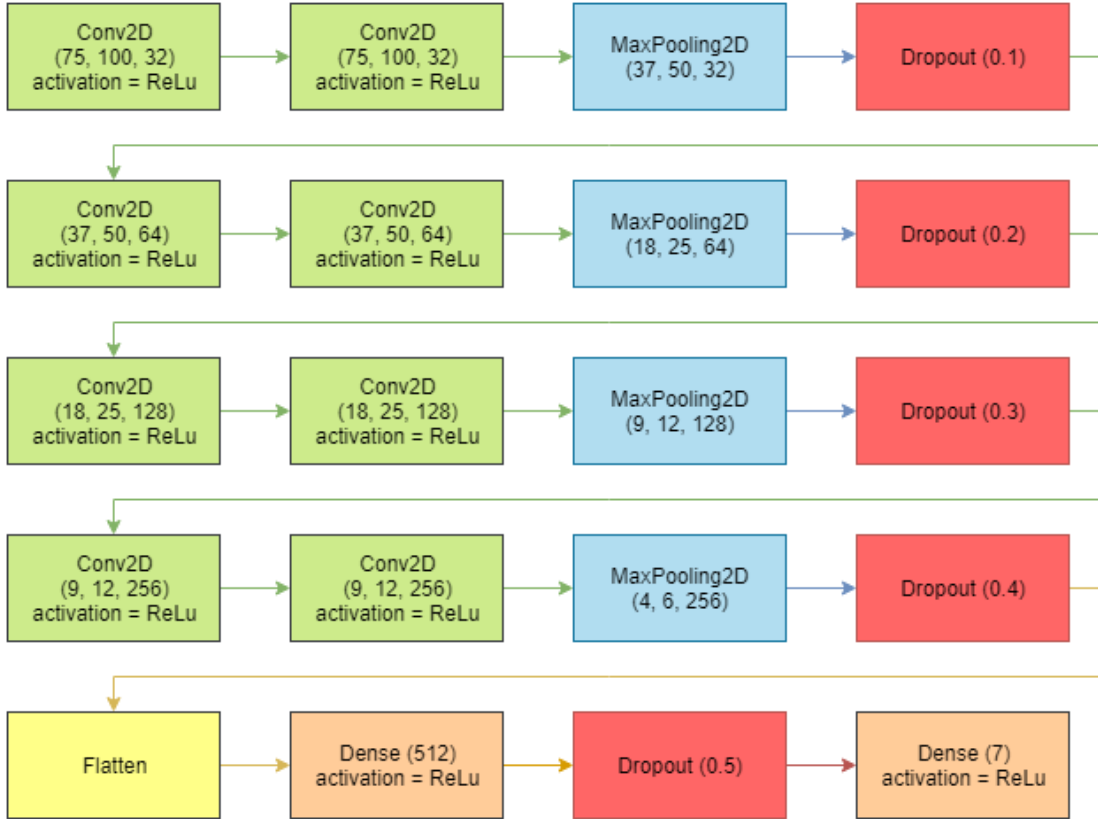 Conv2D
(75, 100, 32)
activation = ReLu
Conv2D
(75, 100, 32)
activation = ReLu
MaxPooling2D
(37, 50, 32)
Dropout (0.1)
Conv2D
(37, 50, 64)
activation = ReLu
Conv2D
(37, 50, 64)
activation = ReLu
MaxPooling2D
(18, 25, 64)
Dropout (0.2)
Conv2D
(18, 25, 128)
activation = ReLu
Conv2D
(18, 25, 128)
activation = ReLu
MaxPooling2D
(9, 12, 128)
Dropout (0.3)
Conv2D
(9, 12, 256)
activation = ReLu
Conv2D
(9, 12, 256)
activation = ReLu
MaxPooling2D
(4, 6, 256)
Dropout (0.4)
Flatten
Dense (512)
activation = ReLu
Dropout (0.5)
Dense (7)
activation = ReLu